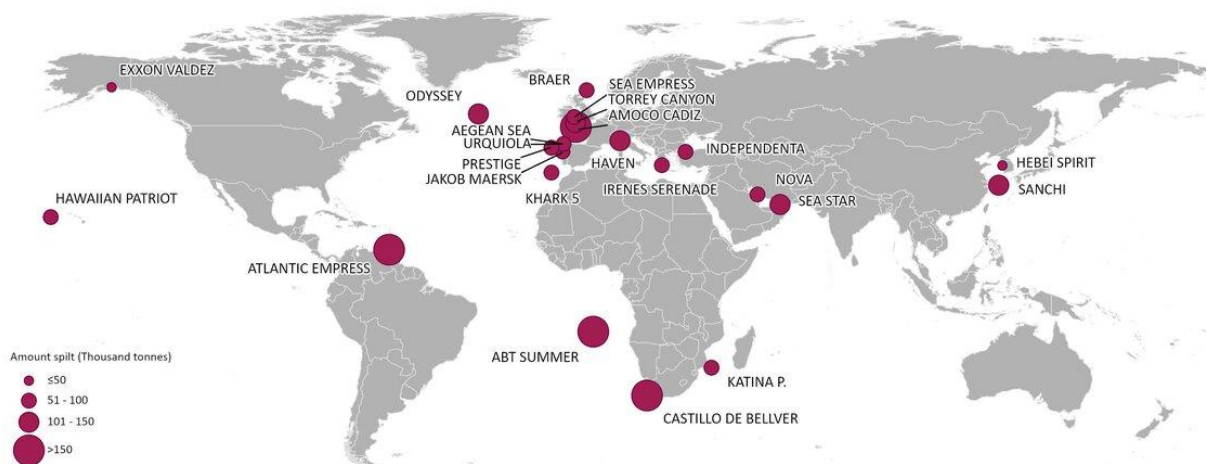 EXXON VALDEZ
BRAER
SEA EMPRESS
ODYSSEY
TORREY CANYON
AMOCO CADIZ
AEGEAN SEA
URQUIOLA
INDEPENDENTA
PRESTIGE
HAVEN
HEBEI SPIRIT
JAKOB MAERSK
NOVA
IRENES SERENADE
SANCHI
HAWAIIAN PATRIOT
KHARK 5
SEA STAR
ATLANTIC EMPRESS
ABT SUMMER
KATINA P.
CASTILLO DE BELLVER
Amount spilt (Thousand tonnes)
≤50
51 - 100
101 - 150
>150